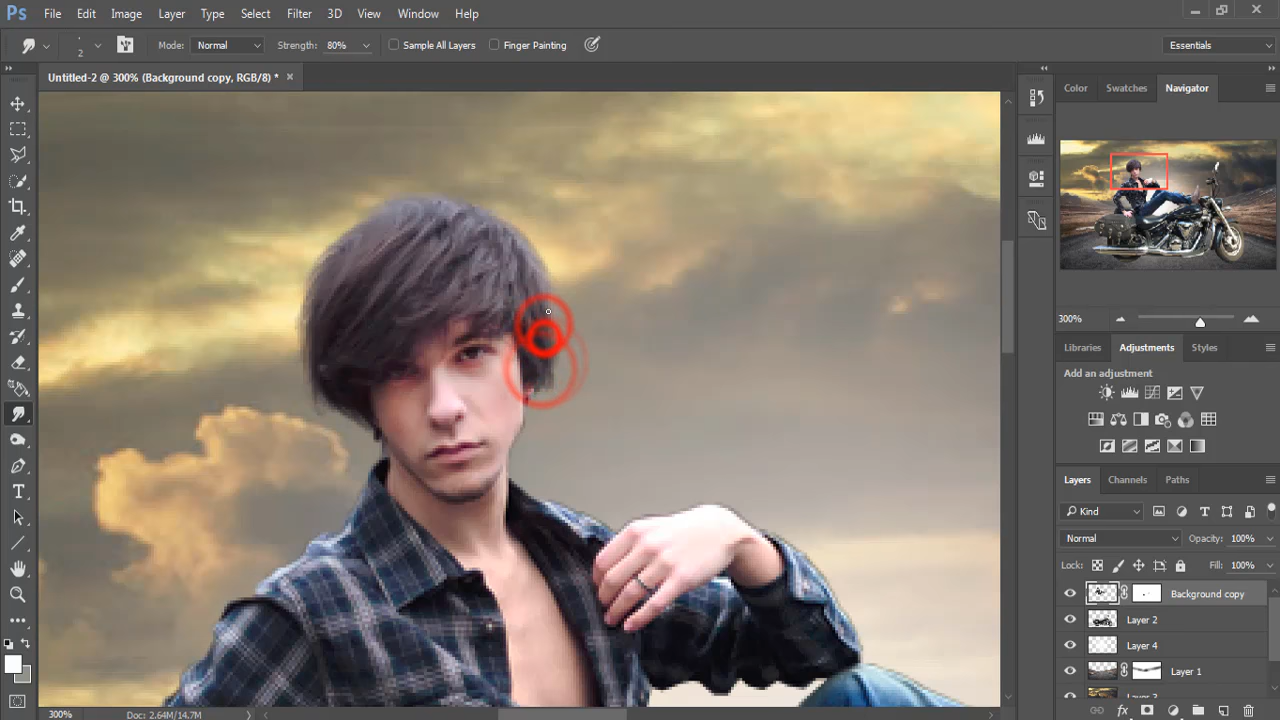 Ps File Edit Image Layer Type Select Filter 3D View Window Help
2 Mode: Normal Strength: 80% Sample All Layers Finger Painting Essentials
Untitled-2 @ 300% (Background copy, RGB/8) * ×
Color Swatches Navigator
300%
Libraries Adjustments Styles
Add an adjustment
Layers Channels Paths
Kind
Normal Opacity: 100%
Lock: Fill: 100%
Background copy
Layer 2
Layer 4
Layer 1
300% Doc: 2.64M/14.7M